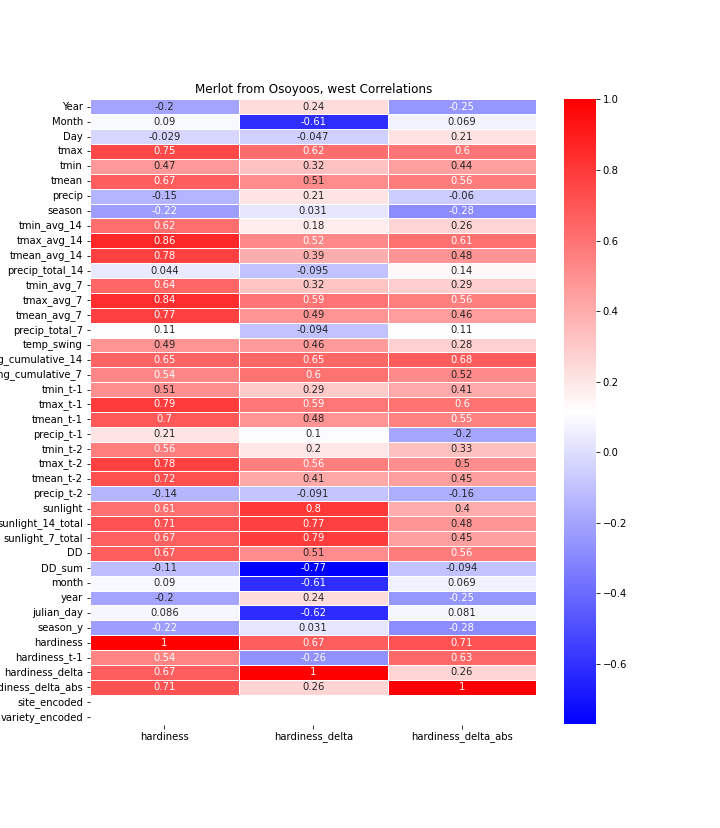 Merlot from Osoyoos, west Correlations
Year -0.2 0.24 -0.25
Month 0.09 -0.61 0.069
Day -0.029 -0.047 0.21
tmax 0.75 0.62 0.6
tmin 0.47 0.32 0.44
tmean 0.67 0.51 0.56
precip -0.15 0.21 -0.06
season -0.22 0.031 -0.28
tmin_avg_14 0.62 0.18 0.26
tmax_avg_14 0.86 0.52 0.61
tmean_avg_14 0.78 0.39 0.48
precip_total_14 0.044 -0.095 0.14
tmin_avg_7 0.64 0.32 0.29
tmax_avg_7 0.84 0.59 0.56
tmean_avg_7 0.77 0.49 0.46
precip_total_7 0.11 -0.094 0.11
temp_swing 0.49 0.46 0.28
g_cumulative_14 0.65 0.65 0.68
ng_cumulative_7 0.54 0.6 0.52
tmin_t-1 0.51 0.29 0.41
tmax_t-1 0.79 0.59 0.6
tmean_t-1 0.7 0.48 0.55
precip_t-1 0.21 0.1 -0.2
tmin_t-2 0.56 0.2 0.33
tmax_t-2 0.78 0.56 0.5
tmean_t-2 0.72 0.41 0.45
precip_t-2 -0.14 -0.091 -0.16
sunlight 0.61 0.8 0.4
sunlight_14_total 0.71 0.77 0.48
sunlight_7_total 0.67 0.79 0.45
DD 0.67 0.51 0.56
DD_sum -0.11 -0.77 -0.094
month 0.09 -0.61 0.069
year -0.2 0.24 -0.25
julian_day 0.086 -0.62 0.081
season_y -0.22 0.031 -0.28
hardiness 1 0.67 0.71
hardiness_t-1 0.54 -0.26 0.63
hardiness_delta 0.67 1 0.26
diness_delta_abs 0.71 0.26 1
site_encoded
variety_encoded
hardiness hardiness_delta hardiness_delta_abs
1.0
0.8
0.6
0.4
0.2
0.0
−0.2
−0.4
−0.6